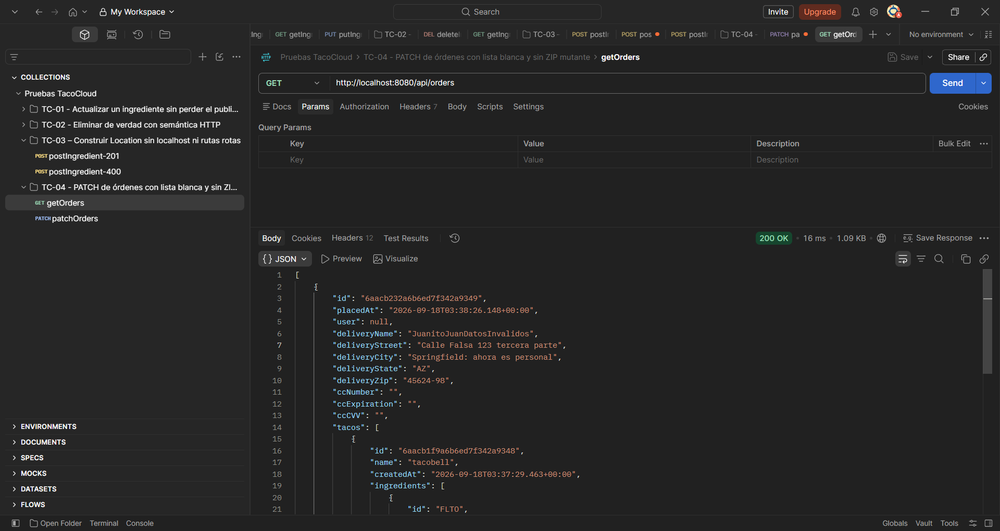 My Workspace
Search
Invite
Upgrade
GET getIng
PUT putIng
TC-02 -
DEL deleteI
GET getIng
TC-03 -
POST postIr
POST pos
POST postIr
TC-04 -
PATCH pa
GET getOrd
No environment
Pruebas TacoCloud > TC-04 - PATCH de órdenes con lista blanca y sin ZIP mutante > getOrders
Save
Share
COLLECTIONS
Pruebas TacoCloud
TC-01 - Actualizar un ingrediente sin perder el publi...
TC-02 - Eliminar de verdad con semántica HTTP
TC-03 – Construir Location sin localhost ni rutas rotas
POST postIngredient-201
POST postIngredient-400
TC-04 - PATCH de órdenes con lista blanca y sin ZI...
GET getOrders
PATCH patchOrders
ENVIRONMENTS
DOCUMENTS
SPECS
MOCKS
DATASETS
FLOWS
GET http://localhost:8080/api/orders
Send
Docs Params Authorization Headers 7 Body Scripts Settings
Cookies
Query Params
Key Value Description Bulk Edit
Key Value Description
Body Cookies Headers 12 Test Results
200 OK 16 ms 1.09 KB e.g. Save Response
{} JSON Preview Visualize
1 [
2 {
3 "id": "6aacb232a6b6ed7f342a9349",
4 "placedAt": "2026-09-18T03:38:26.148+00:00",
5 "user": null,
6 "deliveryName": "JuanitoJuanDatosInvalidos",
7 "deliveryStreet": "Calle Falsa 123 tercera parte",
8 "deliveryCity": "Springfield: ahora es personal",
9 "deliveryState": "AZ",
10 "deliveryZip": "45624-98",
11 "ccNumber": "",
12 "ccExpiration": "",
13 "ccCVV": "",
14 "tacos": [
15 {
16 "id": "6aacb1f9a6b6ed7f342a9348",
17 "name": "tacobell",
18 "createdAt": "2026-09-18T03:37:29.463+00:00",
19 "ingredients": [
20 {
21 "id": "FLTO",
Open Folder Terminal Console
Globals Vault Tools